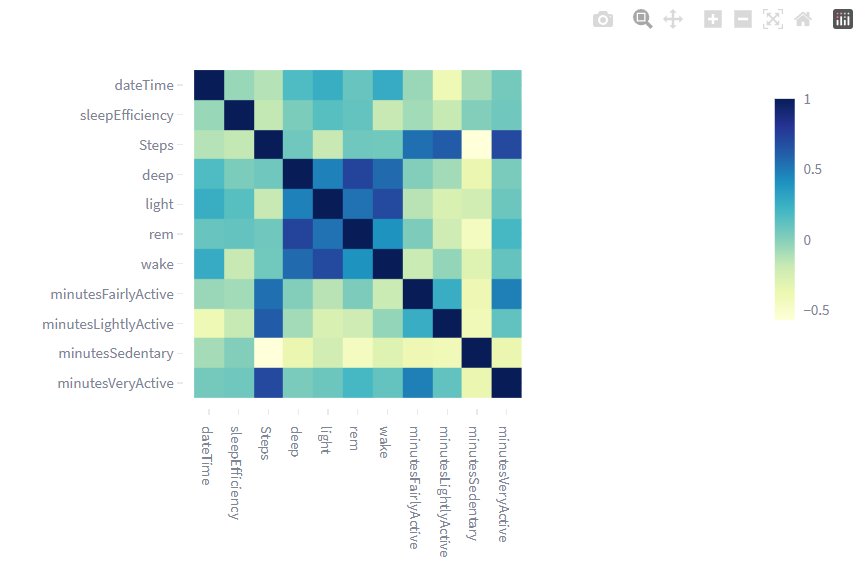 dateTime
sleepEfficiency
Steps
deep
light
rem
wake
minutesFairlyActive
minutesLightlyActive
minutesSedentary
minutesVeryActive
dateTime
sleepEfficiency
Steps
deep
light
rem
wake
minutesFairlyActive
minutesLightlyActive
minutesSedentary
minutesVeryActive
1
0.5
0
−0.5